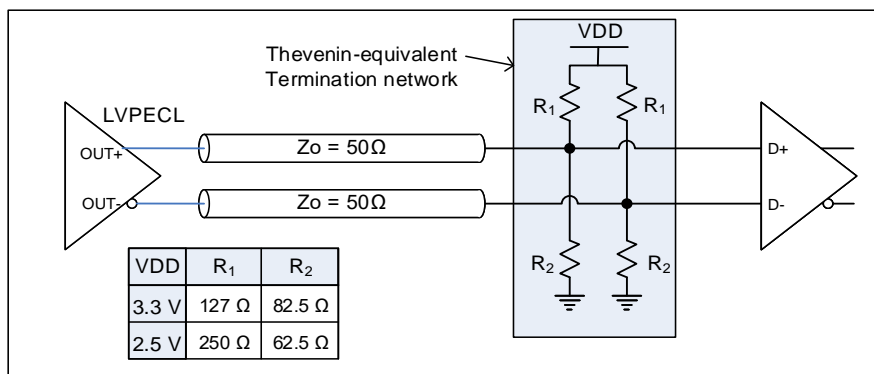 VDD
Thevenin-equivalent
Termination network
R1
R1
LVPECL
OUT+
Zo = 50Ω
D+
OUT-
Zo = 50Ω
D-
R2
R2
VDD R1 R2
3.3 V 127 Ω 82.5 Ω
2.5 V 250 Ω 62.5 Ω